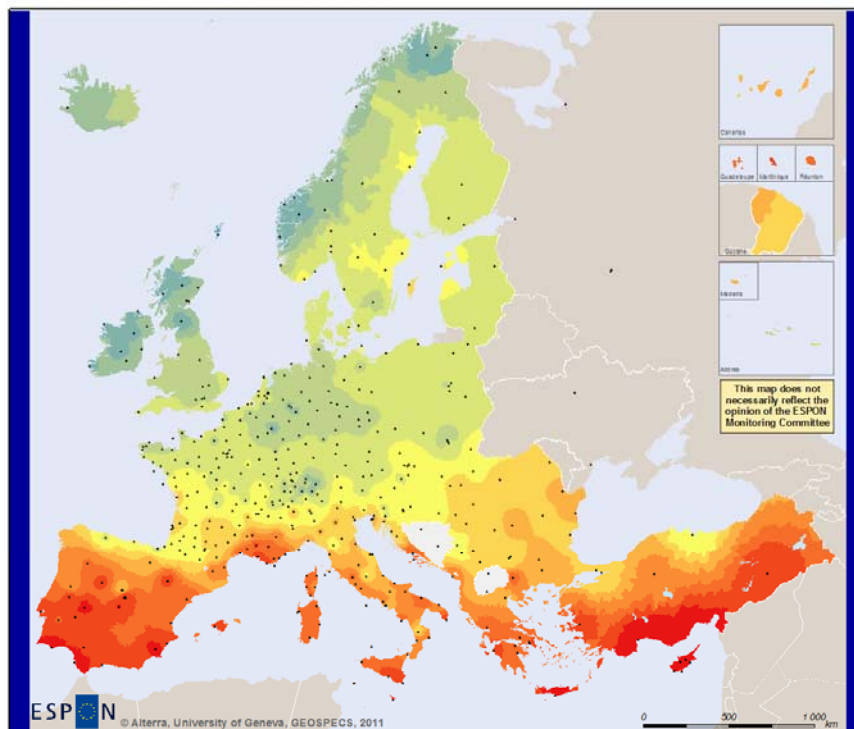 Canarias
Guadeloupe
Martinique
Réunion
Guyane
Madeira
Azores
This map does not
necessarily reflect the
opinion of the ESPON
Monitoring Committee
ESPON
© Alterra, University of Geneva, GEOSPECS, 2011
0 500 1 000
km